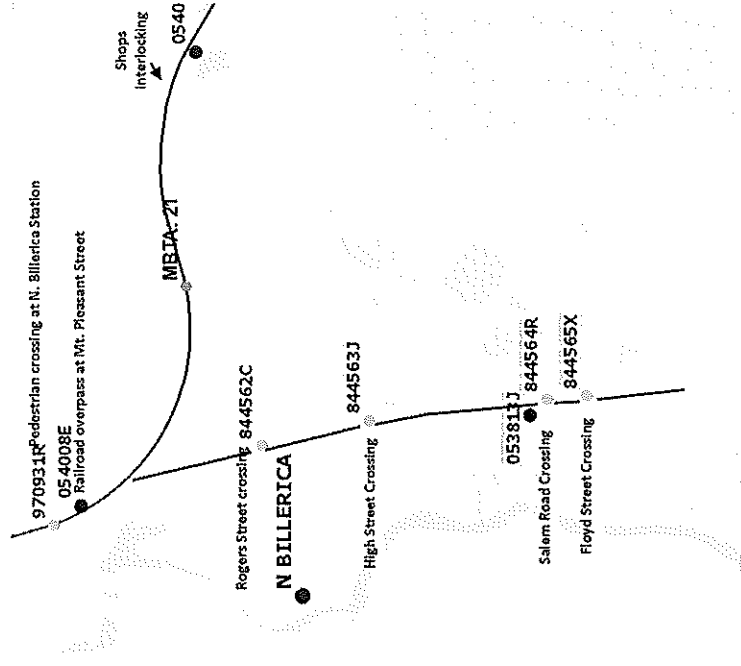 Shops
Interlocking
0540
970931R
Pedestrian crossing at N. Billerica Station
054008E
Railroad overpass at Mt. Pleasant Street
MBTA: 21
Rogers Street crossing
844562C
N BILLERICA
844563J
High Street Crossing
053813J
844564R
Salem Road Crossing
844565X
Floyd Street Crossing